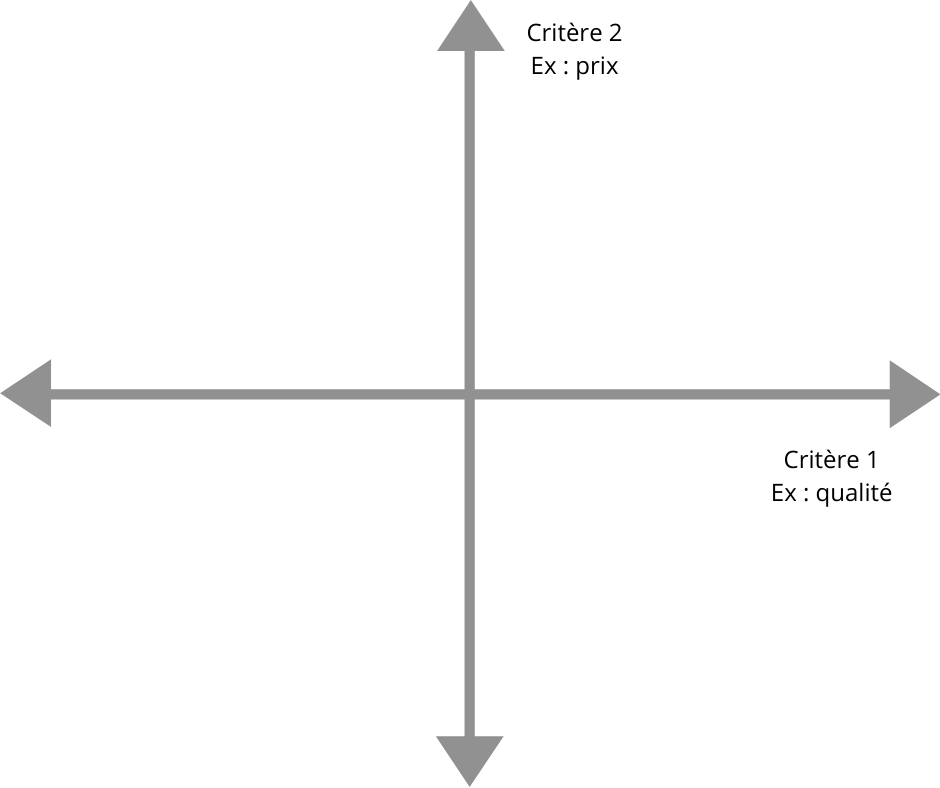 Critère 2
Ex : prix
Critère 1
Ex : qualité